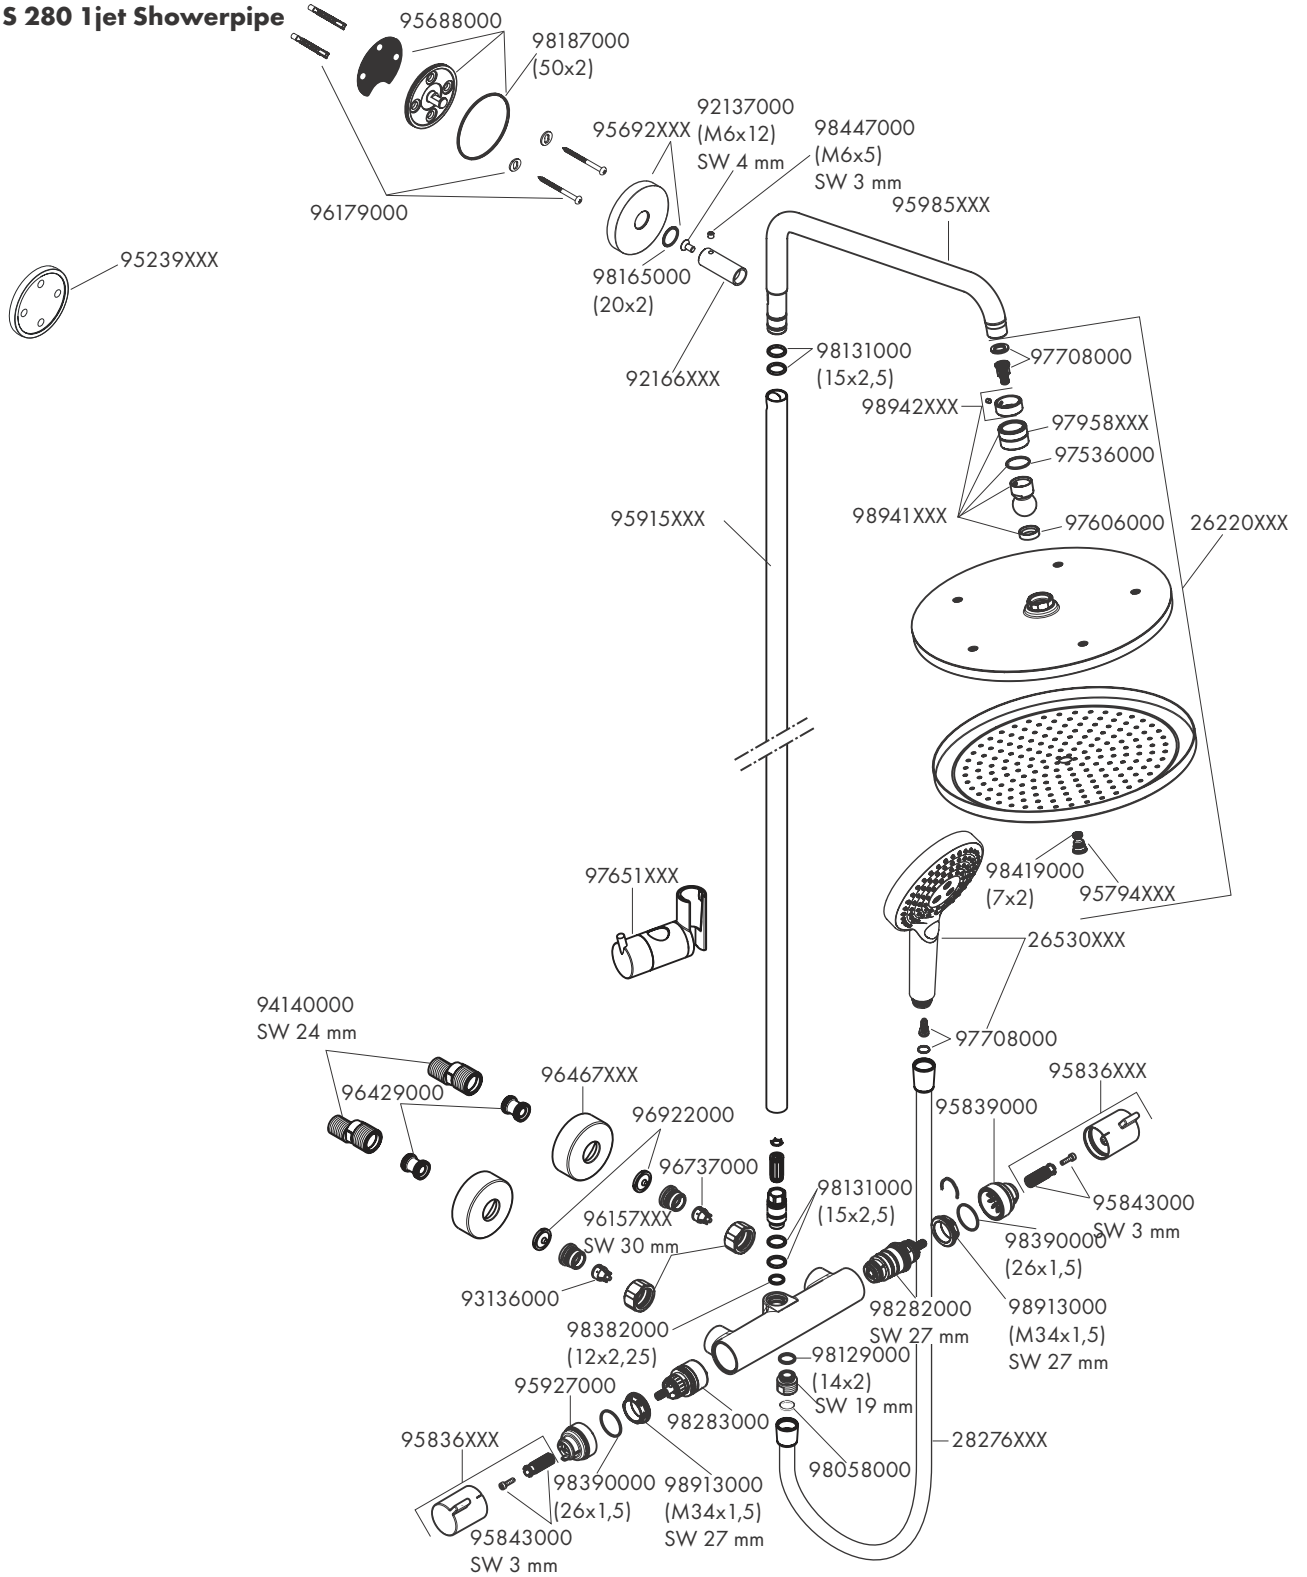 S 280 1jet Showerpipe
95688000
98187000
(50x2)
92137000
(M6x12)
SW 4 mm
95692XXX
98447000
(M6x5)
SW 3 mm
96179000
95985XXX
95239XXX
98165000
(20x2)
92166XXX
98131000
(15x2,5)
97708000
98942XXX
97958XXX
97536000
95915XXX
98941XXX
97606000
26220XXX
97651XXX
98419000
(7x2)
95794XXX
26530XXX
94140000
SW 24 mm
97708000
96429000
96467XXX
95836XXX
96922000
95839000
96737000
98131000
(15x2,5)
95843000
SW 3 mm
96157XXX
SW 30 mm
98390000
(26x1,5)
93136000
98282000
SW 27 mm
98913000
(M34x1,5)
SW 27 mm
98382000
(12x2,25)
98129000
(14x2)
SW 19 mm
95927000
98283000
95836XXX
28276XXX
98058000
98390000
(26x1,5)
98913000
(M34x1,5)
SW 27 mm
95843000
SW 3 mm